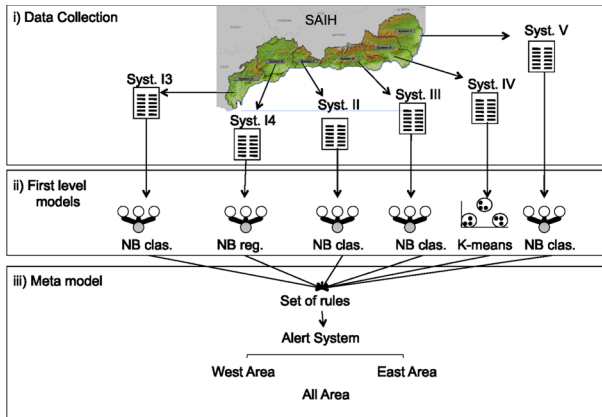 i) Data Collection
SAIH
Syst. V
Syst. I3
Syst. IV
Syst. III
Syst. II
Syst. I4
ii) First level
models
NB clas.
NB reg.
NB clas.
NB clas.
K-means
NB clas.
iii) Meta model
Set of rules
Alert System
West Area
East Area
All Area